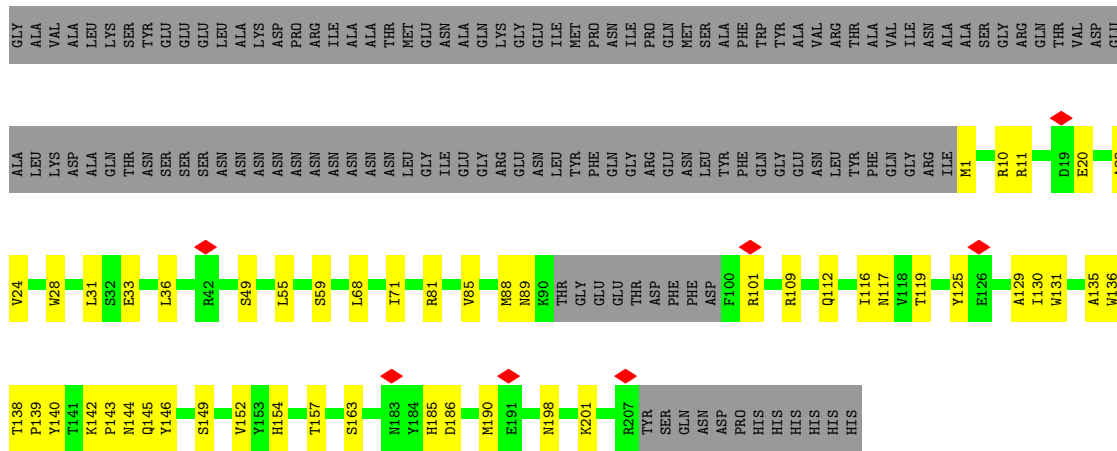 GLY ALA VAL ALA LEU LYS SER TYR GLU GLU GLU LEU ALA LYS ASP PRO ARG ILE ALA ALA THR MET GLU ASN ALA GLN LYS GLY GLU ILE MET PRO ASN ILE PRO GLN MET SER ALA PHE TRP TYR ALA VAL ARG THR ALA VAL ILE ASN ALA ALA SER GLY ARG GLN THR VAL ASP GLU
ALA LEU LYS ASP ALA GLN THR ASN SER SER SER ASN ASN ASN ASN ASN ASN ASN ASN ASN ASN LEU GLY ILE GLU GLY ARG GLU ASN LEU TYR PHE GLN GLY ARG GLU ASN LEU TYR PHE GLN GLY GLU ASN LEU TYR PHE GLN GLY ARG ILE M1 R10 R11 D19 E20
V24 W28 L31 S32 E33 L36 R42 S49 L55 S59 L68 I71 R81 V85 M88 N89 K90 THR GLY GLU GLU THR ASP PHE PHE ASP F100 R101 R109 Q112 I116 N117 V118 T119 Y125 E126 A129 I130 W131 A135 W136
T138 P139 Y140 T141 K142 P143 N144 Q145 Y146 S149 V152 Y153 H154 T157 S163 N183 Y184 H185 D186 M190 E191 N198 K201 R207 TYR SER GLN ASN ASP PRO HIS HIS HIS HIS HIS HIS